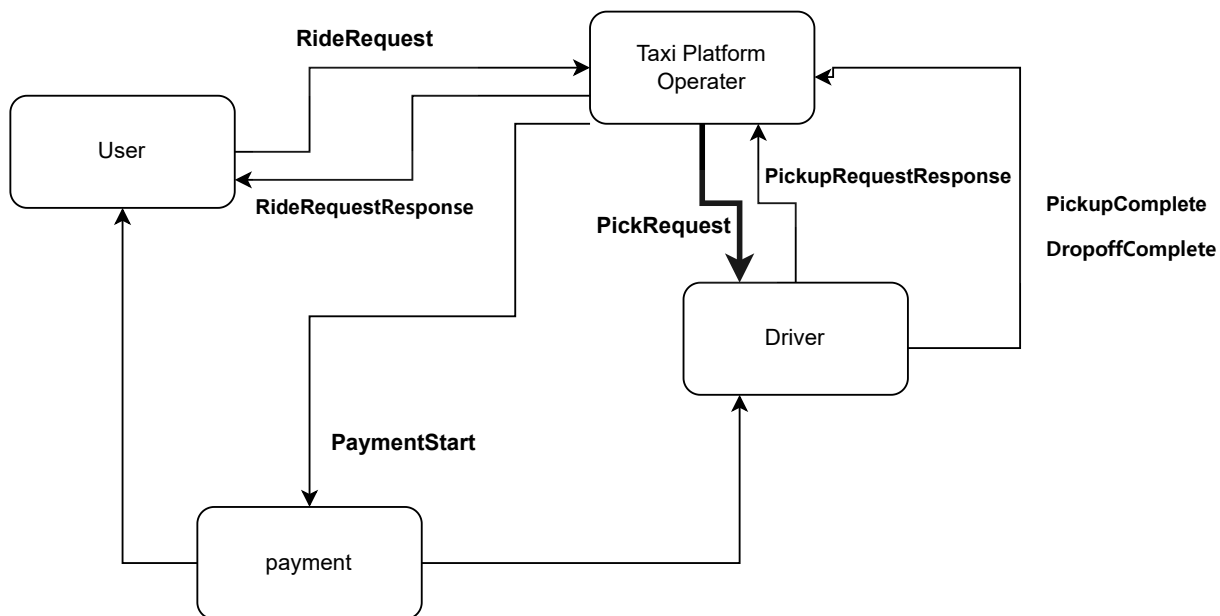 RideRequest
Taxi Platform
Operater
User
PickupRequestResponse
RideRequestResponse
PickRequest
PickupComplete
DropoffComplete
Driver
PaymentStart
payment